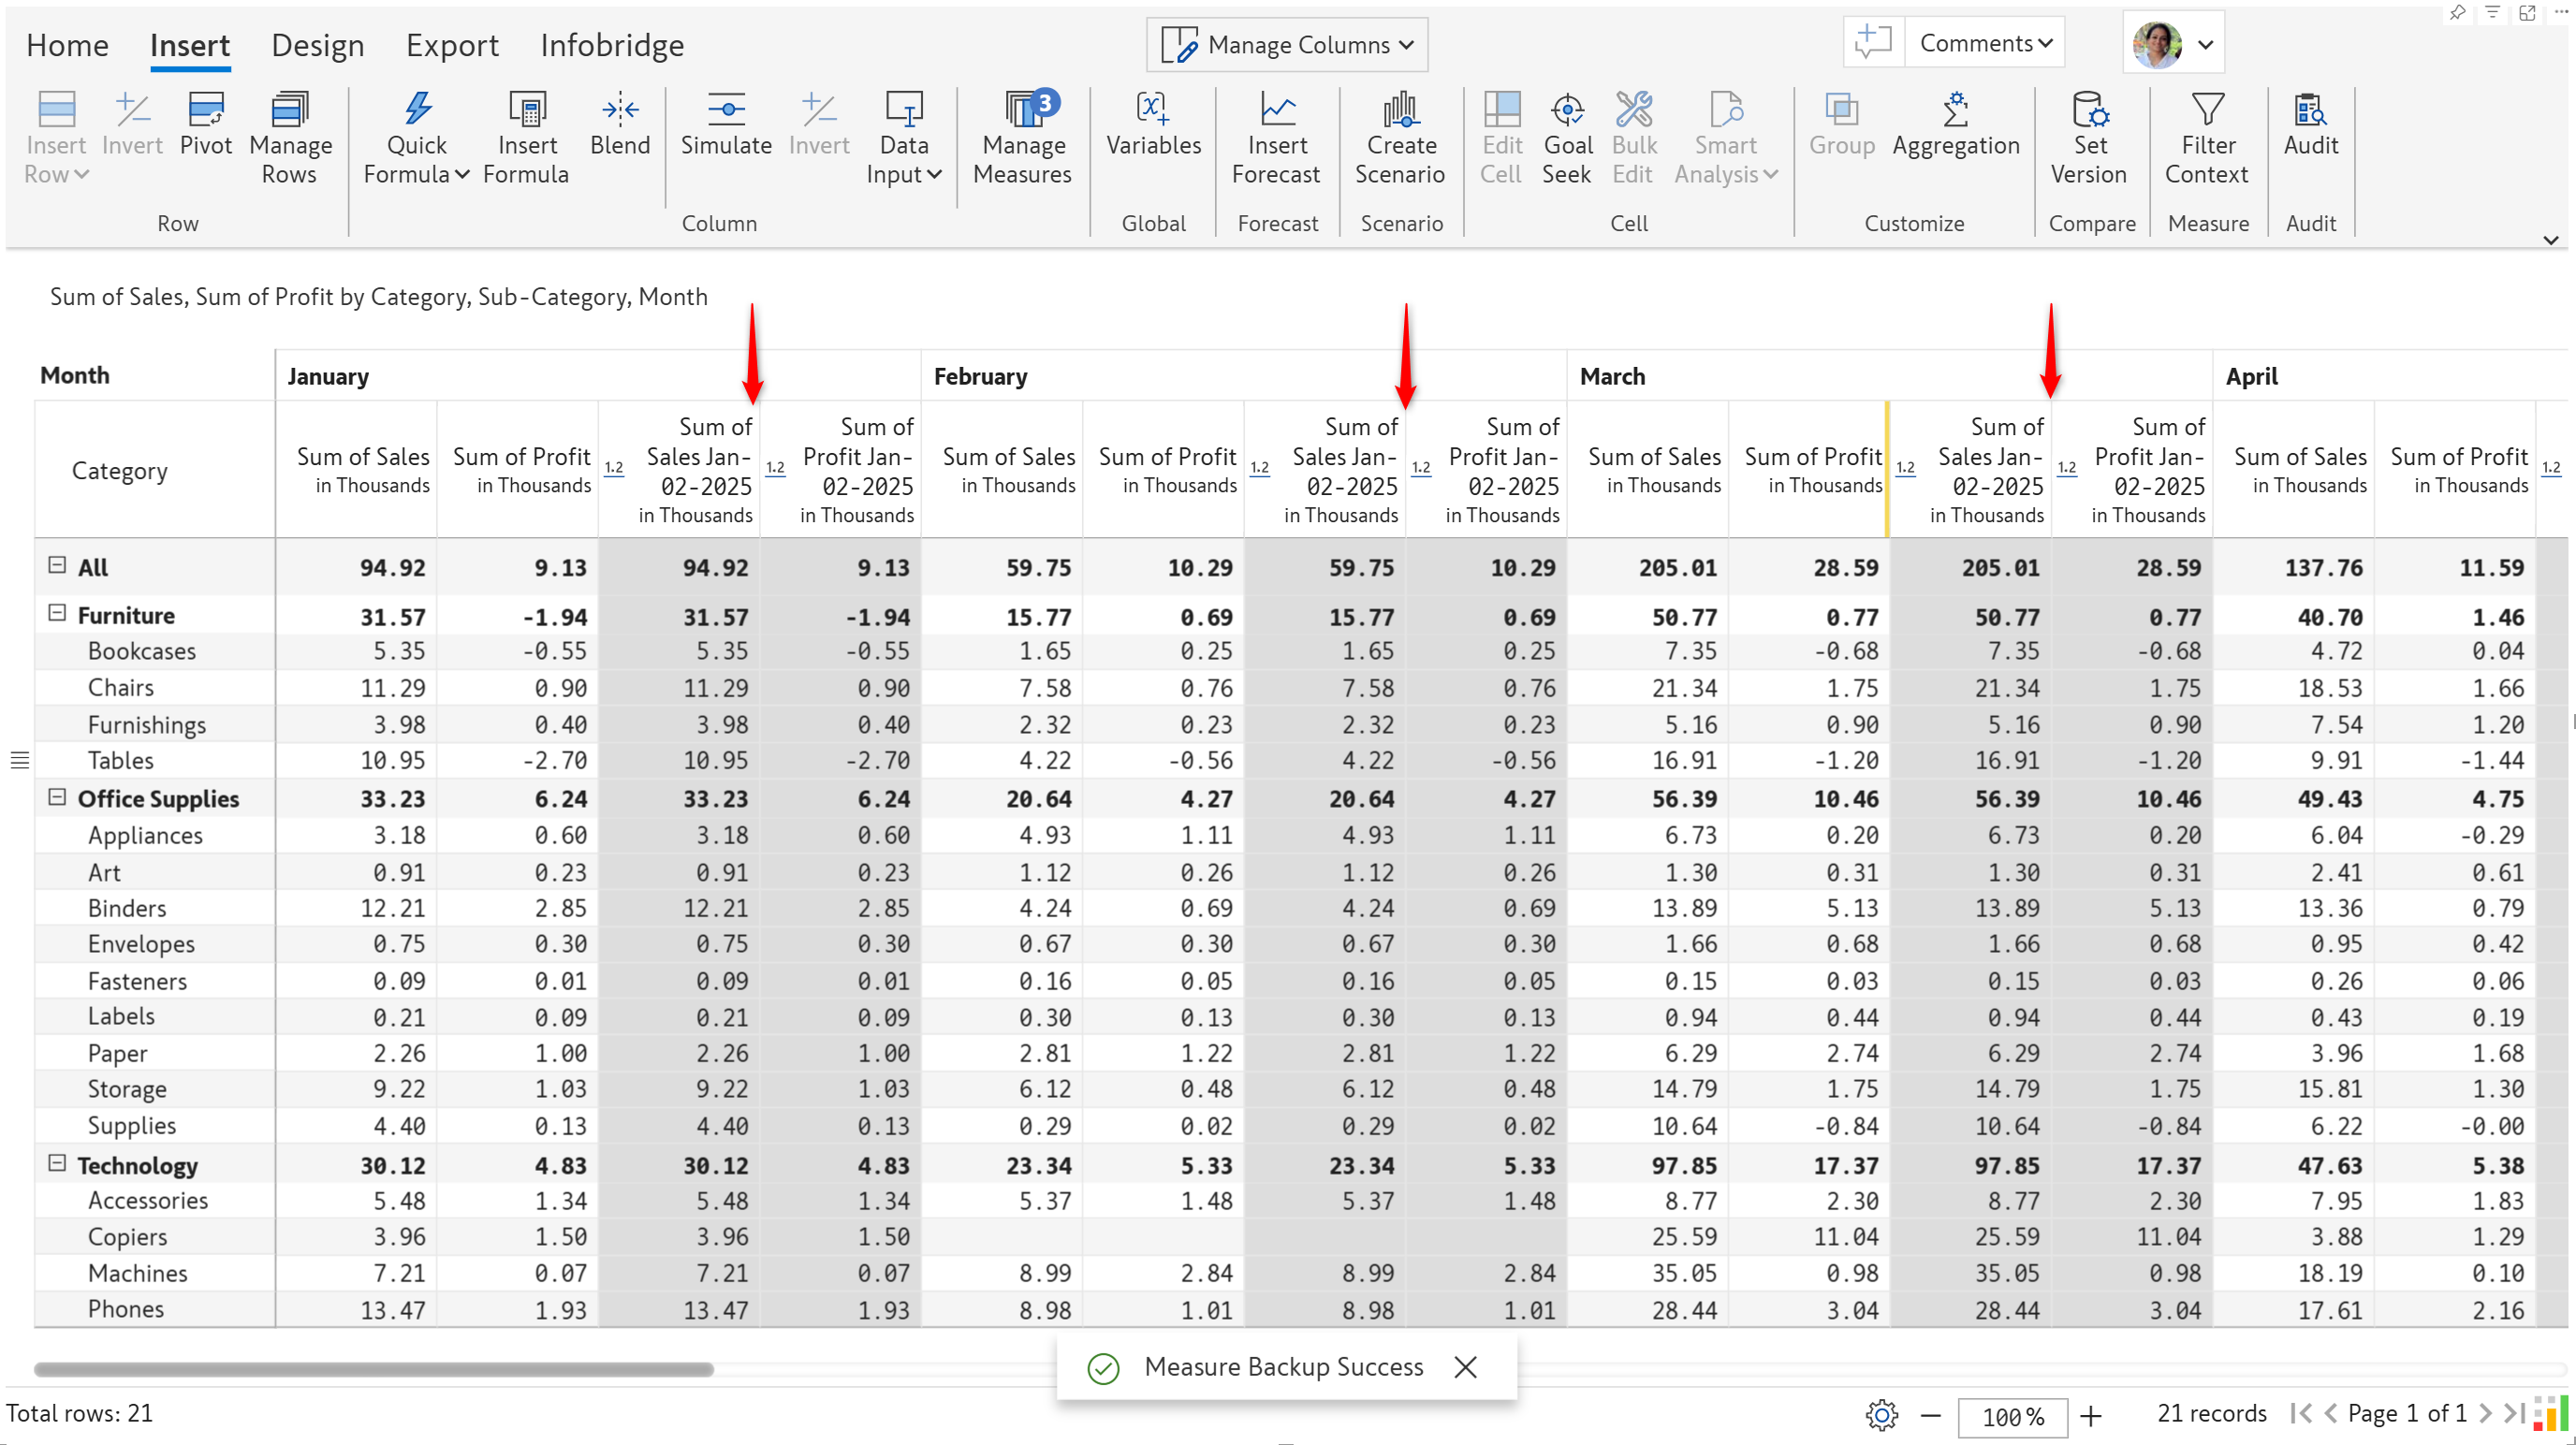 Home Insert Design Export Infobridge Manage Columns Comments
Insert Row Invert Pivot Manage Rows Quick Formula Insert Formula Blend Simulate Invert Data Input Manage Measures 3 Variables Insert Forecast Create Scenario Edit Cell Goal Seek Bulk Edit Smart Analysis Group Aggregation Set Version Filter Context Audit
Row Column Global Forecast Scenario Cell Customize Compare Measure Audit
Sum of Sales, Sum of Profit by Category, Sub-Category, Month
Month January February March April
Category Sum of Sales in Thousands Sum of Profit in Thousands 1.2 Sum of Sales Jan-02-2025 in Thousands 1.2 Sum of Profit Jan-02-2025 in Thousands Sum of Sales in Thousands Sum of Profit in Thousands 1.2 Sum of Sales Jan-02-2025 in Thousands 1.2 Sum of Profit Jan-02-2025 in Thousands Sum of Sales in Thousands Sum of Profit in Thousands 1.2 Sum of Sales Jan-02-2025 in Thousands 1.2 Sum of Profit Jan-02-2025 in Thousands Sum of Sales in Thousands Sum of Profit in Thousands 1.2
All 94.92 9.13 94.92 9.13 59.75 10.29 59.75 10.29 205.01 28.59 205.01 28.59 137.76 11.59
Furniture 31.57 -1.94 31.57 -1.94 15.77 0.69 15.77 0.69 50.77 0.77 50.77 0.77 40.70 1.46
Bookcases 5.35 -0.55 5.35 -0.55 1.65 0.25 1.65 0.25 7.35 -0.68 7.35 -0.68 4.72 0.04
Chairs 11.29 0.90 11.29 0.90 7.58 0.76 7.58 0.76 21.34 1.75 21.34 1.75 18.53 1.66
Furnishings 3.98 0.40 3.98 0.40 2.32 0.23 2.32 0.23 5.16 0.90 5.16 0.90 7.54 1.20
Tables 10.95 -2.70 10.95 -2.70 4.22 -0.56 4.22 -0.56 16.91 -1.20 16.91 -1.20 9.91 -1.44
Office Supplies 33.23 6.24 33.23 6.24 20.64 4.27 20.64 4.27 56.39 10.46 56.39 10.46 49.43 4.75
Appliances 3.18 0.60 3.18 0.60 4.93 1.11 4.93 1.11 6.73 0.20 6.73 0.20 6.04 -0.29
Art 0.91 0.23 0.91 0.23 1.12 0.26 1.12 0.26 1.30 0.31 1.30 0.31 2.41 0.61
Binders 12.21 2.85 12.21 2.85 4.24 0.69 4.24 0.69 13.89 5.13 13.89 5.13 13.36 0.79
Envelopes 0.75 0.30 0.75 0.30 0.67 0.30 0.67 0.30 1.66 0.68 1.66 0.68 0.95 0.42
Fasteners 0.09 0.01 0.09 0.01 0.16 0.05 0.16 0.05 0.15 0.03 0.15 0.03 0.26 0.06
Labels 0.21 0.09 0.21 0.09 0.30 0.13 0.30 0.13 0.94 0.44 0.94 0.44 0.43 0.19
Paper 2.26 1.00 2.26 1.00 2.81 1.22 2.81 1.22 6.29 2.74 6.29 2.74 3.96 1.68
Storage 9.22 1.03 9.22 1.03 6.12 0.48 6.12 0.48 14.79 1.75 14.79 1.75 15.81 1.30
Supplies 4.40 0.13 4.40 0.13 0.29 0.02 0.29 0.02 10.64 -0.84 10.64 -0.84 6.22 -0.00
Technology 30.12 4.83 30.12 4.83 23.34 5.33 23.34 5.33 97.85 17.37 97.85 17.37 47.63 5.38
Accessories 5.48 1.34 5.48 1.34 5.37 1.48 5.37 1.48 8.77 2.30 8.77 2.30 7.95 1.83
Copiers 3.96 1.50 3.96 1.50 25.59 11.04 25.59 11.04 3.88 1.29
Machines 7.21 0.07 7.21 0.07 8.99 2.84 8.99 2.84 35.05 0.98 35.05 0.98 18.19 0.10
Phones 13.47 1.93 13.47 1.93 8.98 1.01 8.98 1.01 28.44 3.04 28.44 3.04 17.61 2.16
Measure Backup Success
Total rows: 21 100% 21 records Page 1 of 1